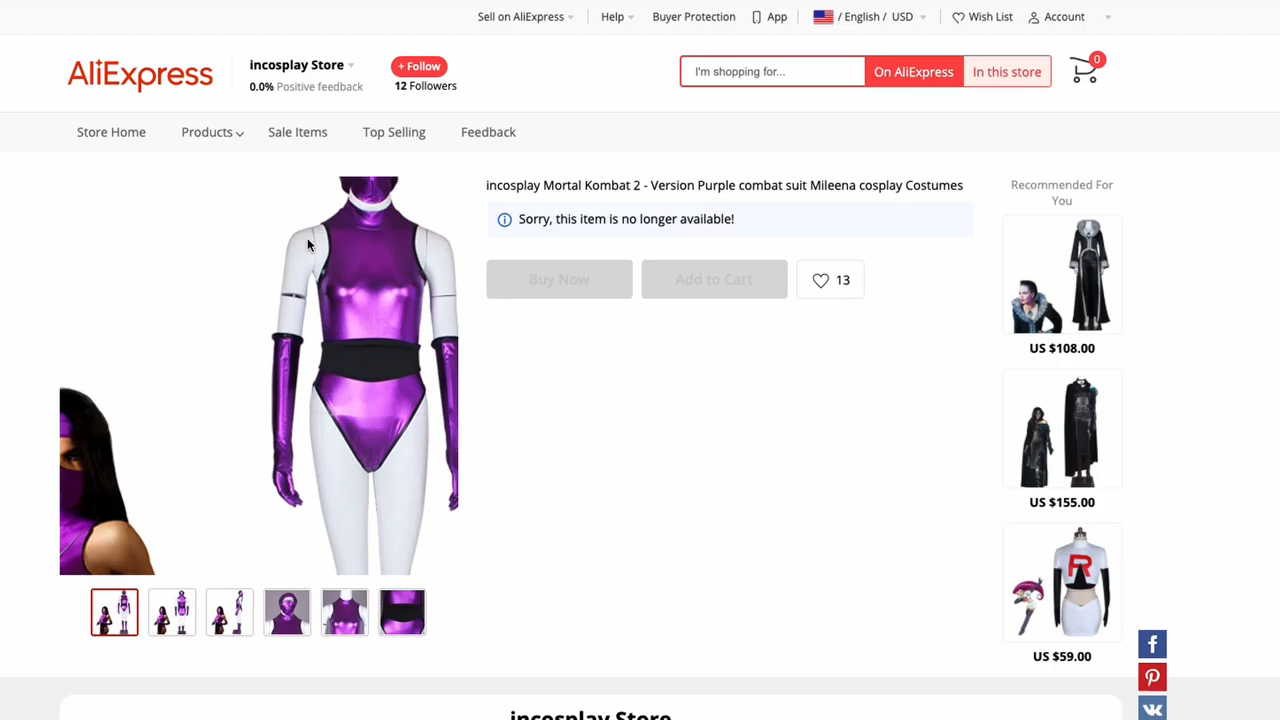 Sell on AliExpress
Help
Buyer Protection
App
/ English / USD
Wish List
Account
AliExpress
incosplay Store
0.0% Positive feedback
+ Follow
12 Followers
I'm shopping for...
On AliExpress
In this store
0
Store Home
Products
Sale Items
Top Selling
Feedback
incosplay Mortal Kombat 2 - Version Purple combat suit Mileena cosplay Costumes
Sorry, this item is no longer available!
Buy Now
Add to Cart
13
Recommended For
You
US $108.00
US $155.00
R
US $59.00
incosplay Store